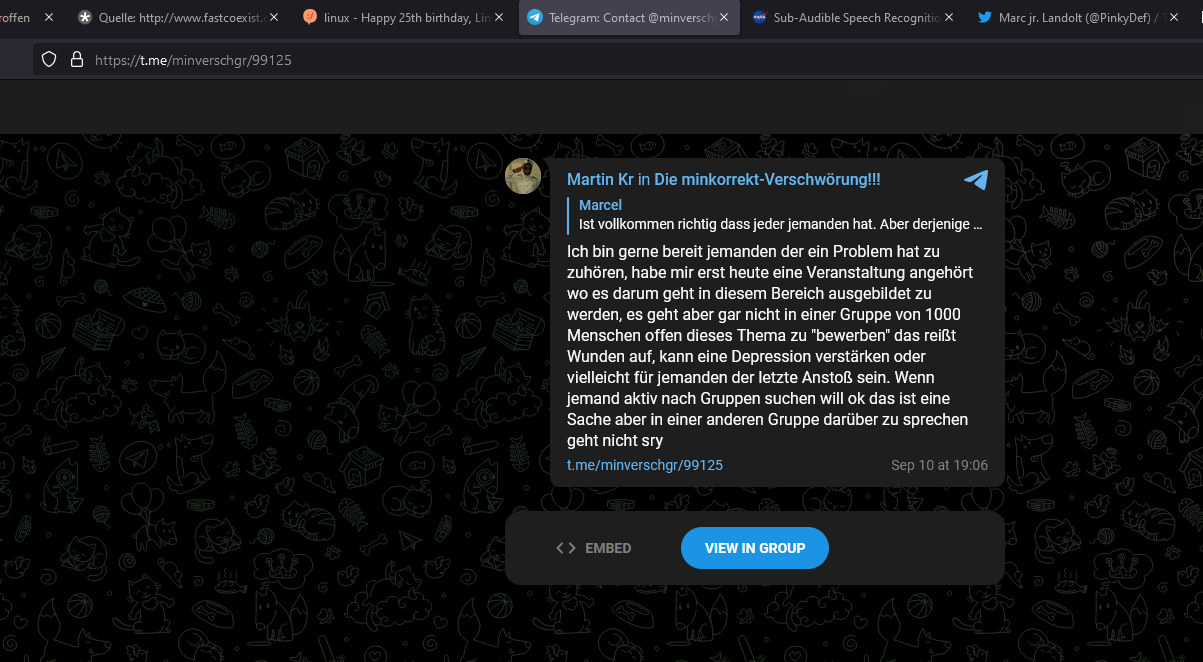 offen
Quelle: http://www.fastcoexist.
linux - Happy 25th birthday, Lin
Telegram: Contact @minversch
Sub-Audible Speech Recognitio
Marc jr. Landolt (@PinkyDef) / T
https://t.me/minverschgr/99125
Martin Kr in Die minkorrekt-Verschwörung!!!
Marcel
Ist vollkommen richtig dass jeder jemanden hat. Aber derjenige …
Ich bin gerne bereit jemanden der ein Problem hat zu
zuhören, habe mir erst heute eine Veranstaltung angehört
wo es darum geht in diesem Bereich ausgebildet zu
werden, es geht aber gar nicht in einer Gruppe von 1000
Menschen offen dieses Thema zu "bewerben" das reißt
Wunden auf, kann eine Depression verstärken oder
vielleicht für jemanden der letzte Anstoß sein. Wenn
jemand aktiv nach Gruppen suchen will ok das ist eine
Sache aber in einer anderen Gruppe darüber zu sprechen
geht nicht sry
t.me/minverschgr/99125
Sep 10 at 19:06
EMBED
VIEW IN GROUP